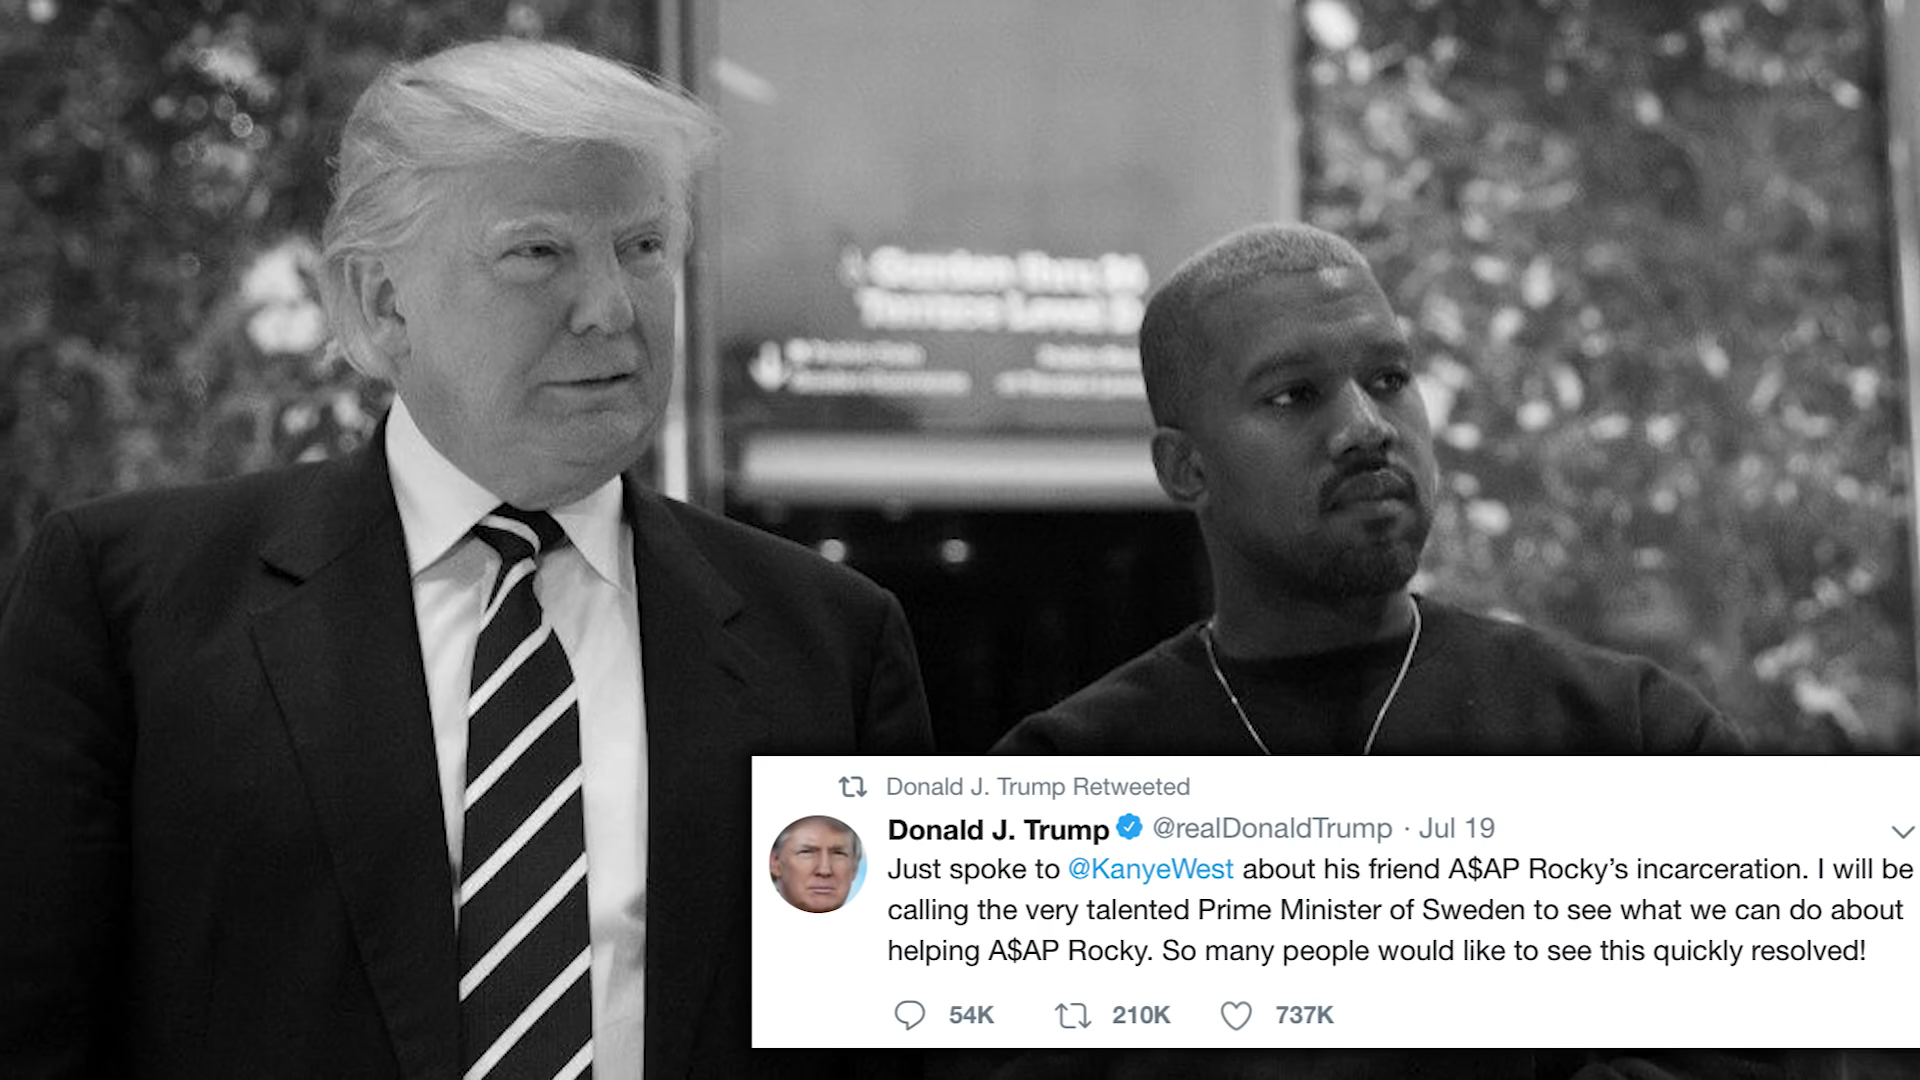 Donald J. Trump Retweeted
Donald J. Trump @realDonaldTrump · Jul 19
Just spoke to @KanyeWest about his friend A$AP Rocky’s incarceration. I will be
calling the very talented Prime Minister of Sweden to see what we can do about
helping A$AP Rocky. So many people would like to see this quickly resolved!
54K 210K 737K